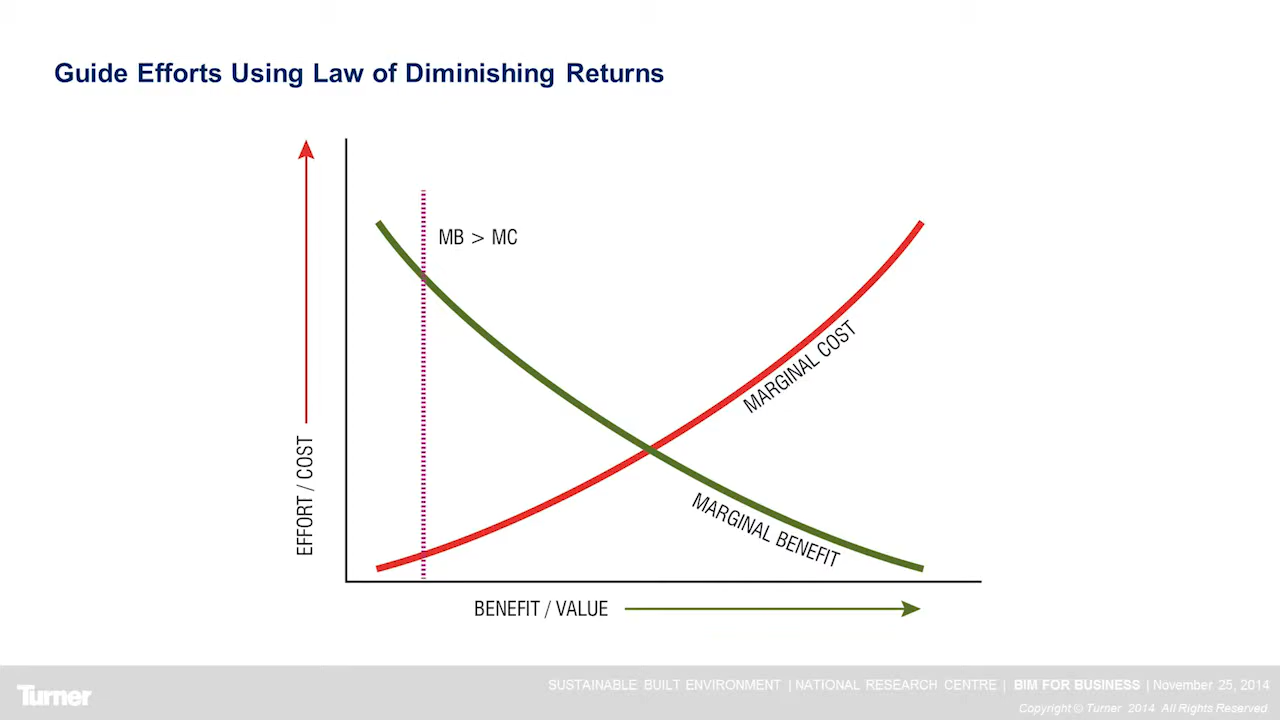 Guide Efforts Using Law of Diminishing Returns
MB > MC
EFFORT / COST
MARGINAL COST
MARGINAL BENEFIT
BENEFIT / VALUE
Turner
SUSTAINABLE BUILT ENVIRONMENT | NATIONAL RESEARCH CENTRE | BIM FOR BUSINESS | November 25, 2014
Copyright © Turner 2014 All Rights Reserved.